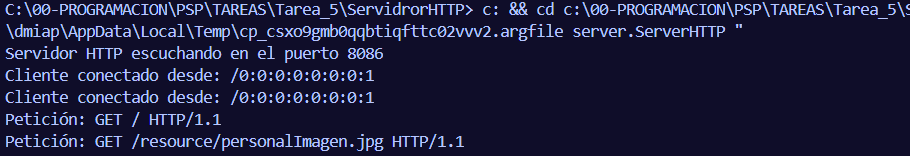 C:\00-PROGRAMACION\PSP\TAREAS\Tarea_5\ServidrorHTTP> c: && cd c:\00-PROGRAMACION\PSP\TAREAS\Tarea_5\S
\dmiap\AppData\Local\Temp\cp_csxo9gmb0qqbtiqfttc02vvv2.argfile server.ServerHTTP "
Servidor HTTP escuchando en el puerto 8086
Cliente conectado desde: /0:0:0:0:0:0:0:1
Cliente conectado desde: /0:0:0:0:0:0:0:1
Petición: GET / HTTP/1.1
Petición: GET /resource/personalImagen.jpg HTTP/1.1